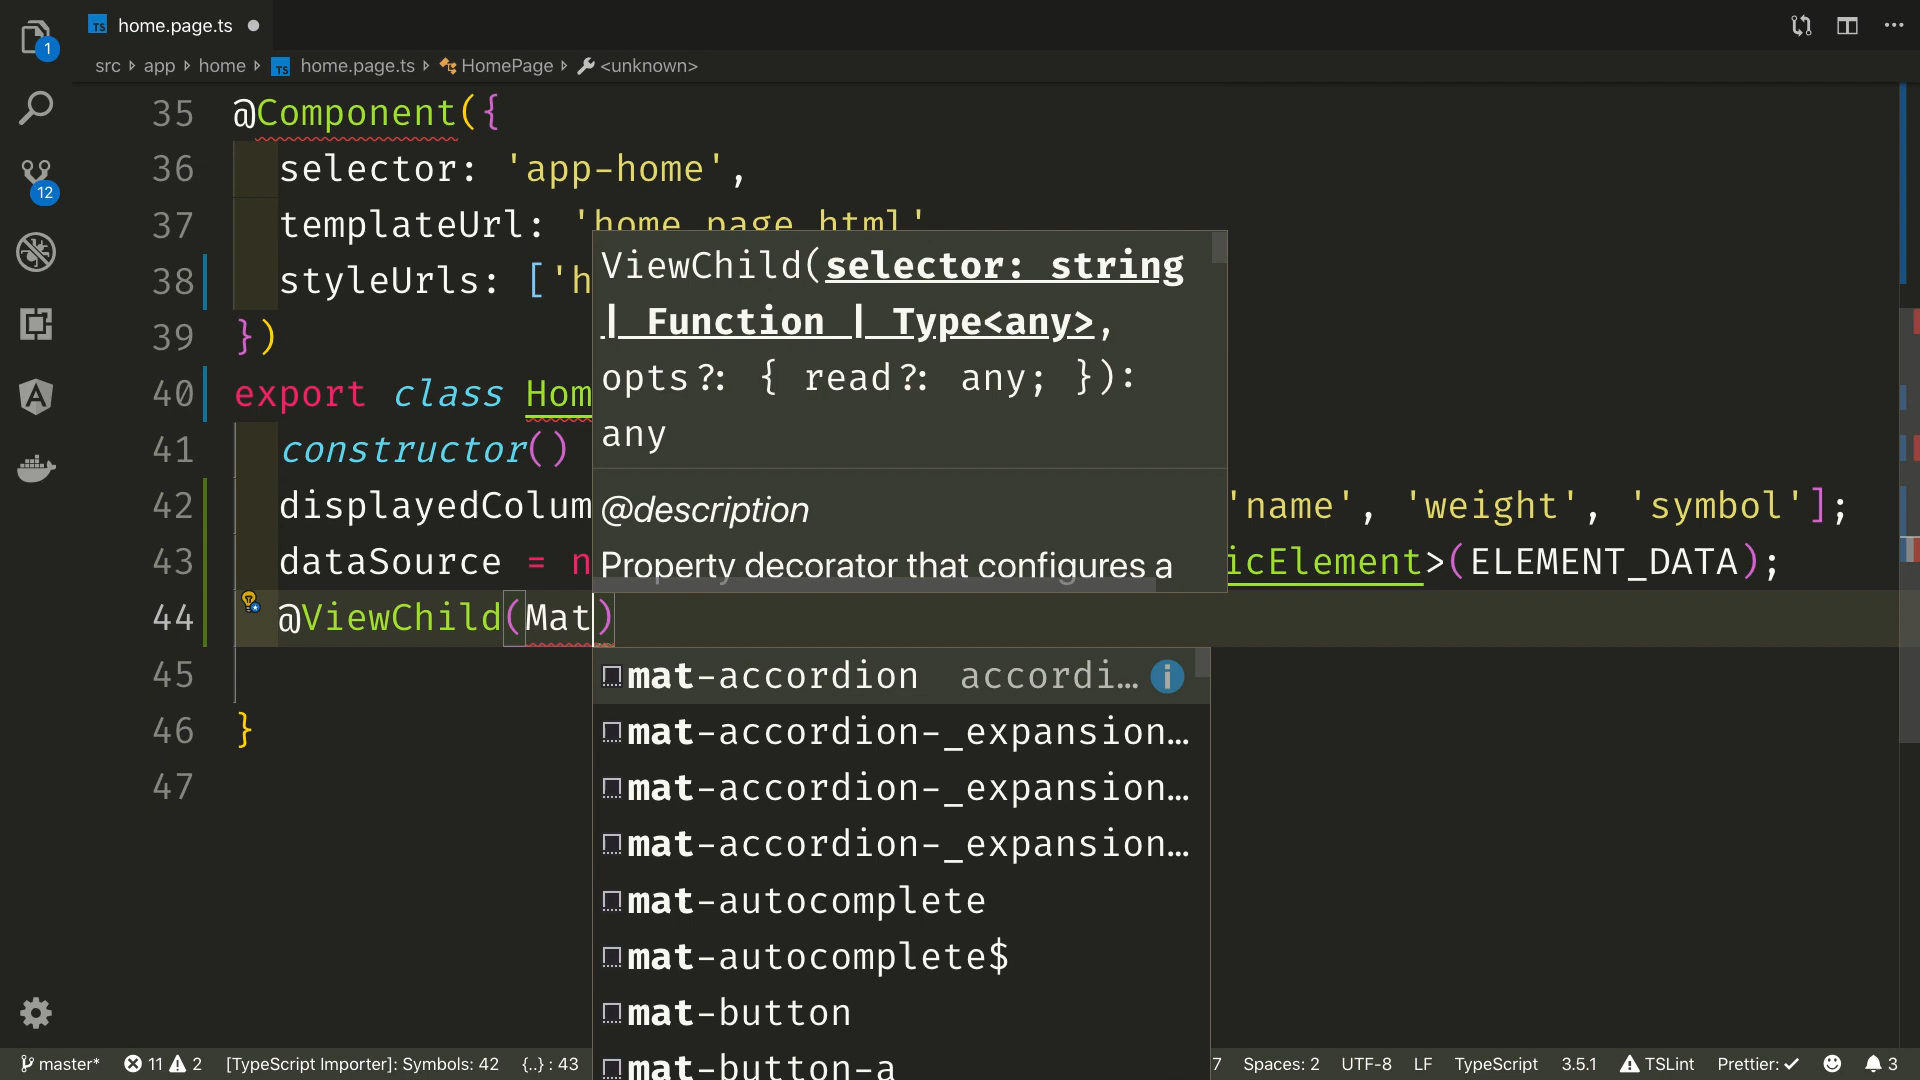 TS home.page.ts
1
src app home TS home.page.ts HomePage <unknown>
35 @Component({
36 selector: 'app-home',
37 templateUrl: 'home.page.html',
38 styleUrls: ['h
39 })
40 export class Hom
41 constructor()
42 displayedColum 'name', 'weight', 'symbol'];
43 dataSource = n icElement>(ELEMENT_DATA);
44 @ViewChild(Mat)
45
46 }
47
ViewChild(selector: string
| Function | Type<any>,
opts?: { read?: any; }):
any
@description
Property decorator that configures a
mat-accordion accordi…
mat-accordion-_expansion…
mat-accordion-_expansion…
mat-accordion-_expansion…
mat-autocomplete
mat-autocomplete$
mat-button
mat-button-a
12
master* 11 2 [TypeScript Importer]: Symbols: 42 {..} : 43 7 Spaces: 2 UTF-8 LF TypeScript 3.5.1 TSLint Prettier: ✓ 3